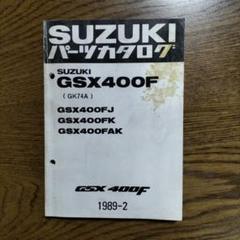 SUZUKI
パーツカタログ
SUZUKI
GSX400F
(GK74A)
GSX400FJ
GSX400FK
GSX400FAK
GSX 400F
1989-2